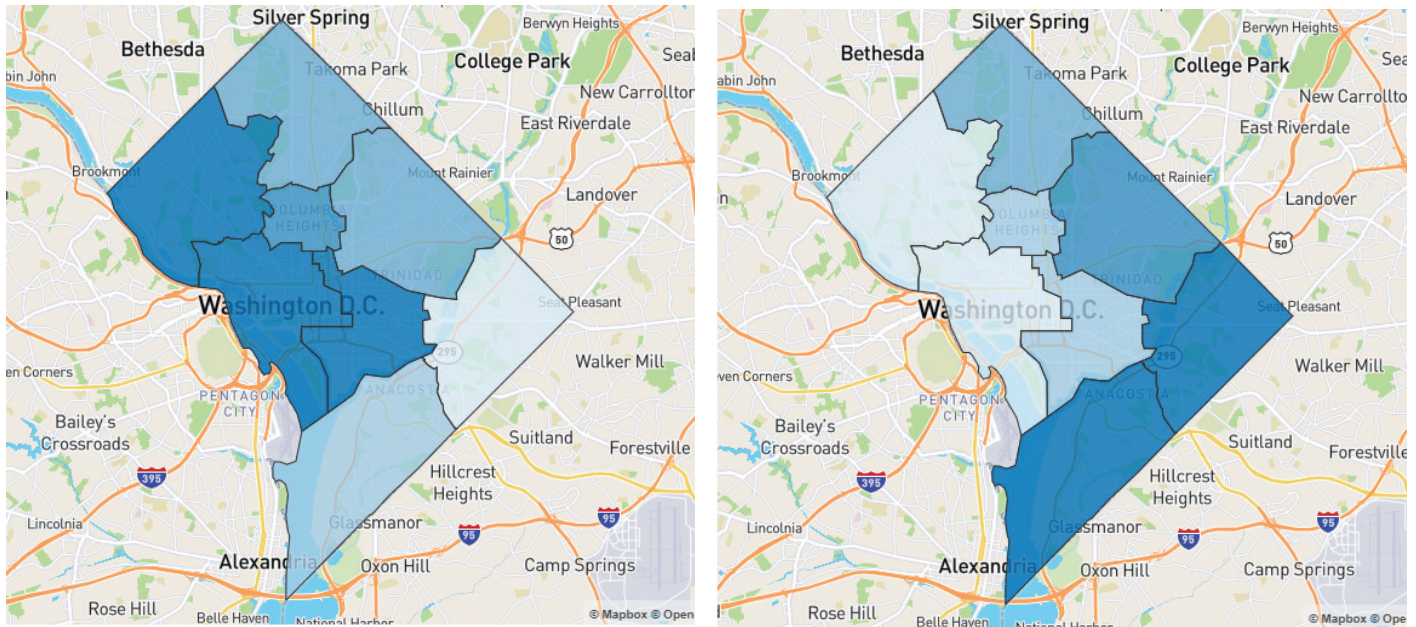 Silver Spring
Berwyn Heights
Bethesda
Takoma Park
College Park
Seab
abin John
Chillum
New Carrollton
East Riverdale
Brookmont
Mount Rainier
Landover
COLUMBIA
HEIGHTS
50
TRINIDAD
Washington D.C.
Seat Pleasant
295
Walker Mill
ven Corners
ANACOSTIA
PENTAGON
CITY
Bailey's
Crossroads
Suitland
Forestville
395
Hillcrest
Heights
Lincolnia
Glassmanor
95
95
Alexandria
Oxon Hill
Camp Springs
Rose Hill
Belle Haven
National Harbor
© Mapbox © Open
Silver Spring
Berwyn Heights
Bethesda
Takoma Park
College Park
Sea
abin John
Chillum
New Carrollton
East Riverdale
Brookmont
Mount Rainier
Landover
COLUMBIA
HEIGHTS
50
TRINIDAD
Washington D.C.
Seat Pleasant
295
Walker Mill
ven Corners
ANACOSTIA
PENTAGON
CITY
Bailey's
Crossroads
Suitland
Forestville
395
Hillcrest
Heights
Lincolnia
Glassmanor
95
95
Alexandria
Oxon Hill
Camp Springs
Rose Hill
Belle Haven
National Harbor
© Mapbox © Ope